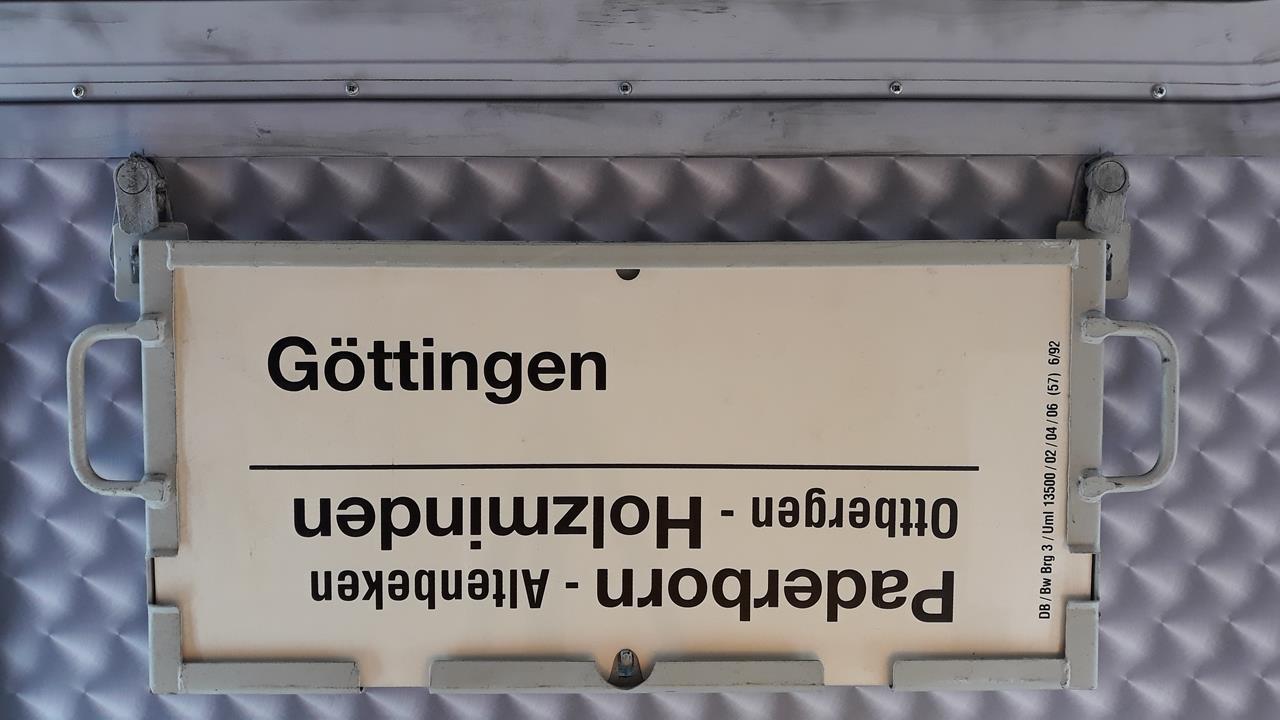 Göttingen
Paderborn - Altenbeken
Ottbergen - Holzminden
DB / Bw Brg 3 / Uml 13500 / 02 / 04 / 06 (57) 6/92